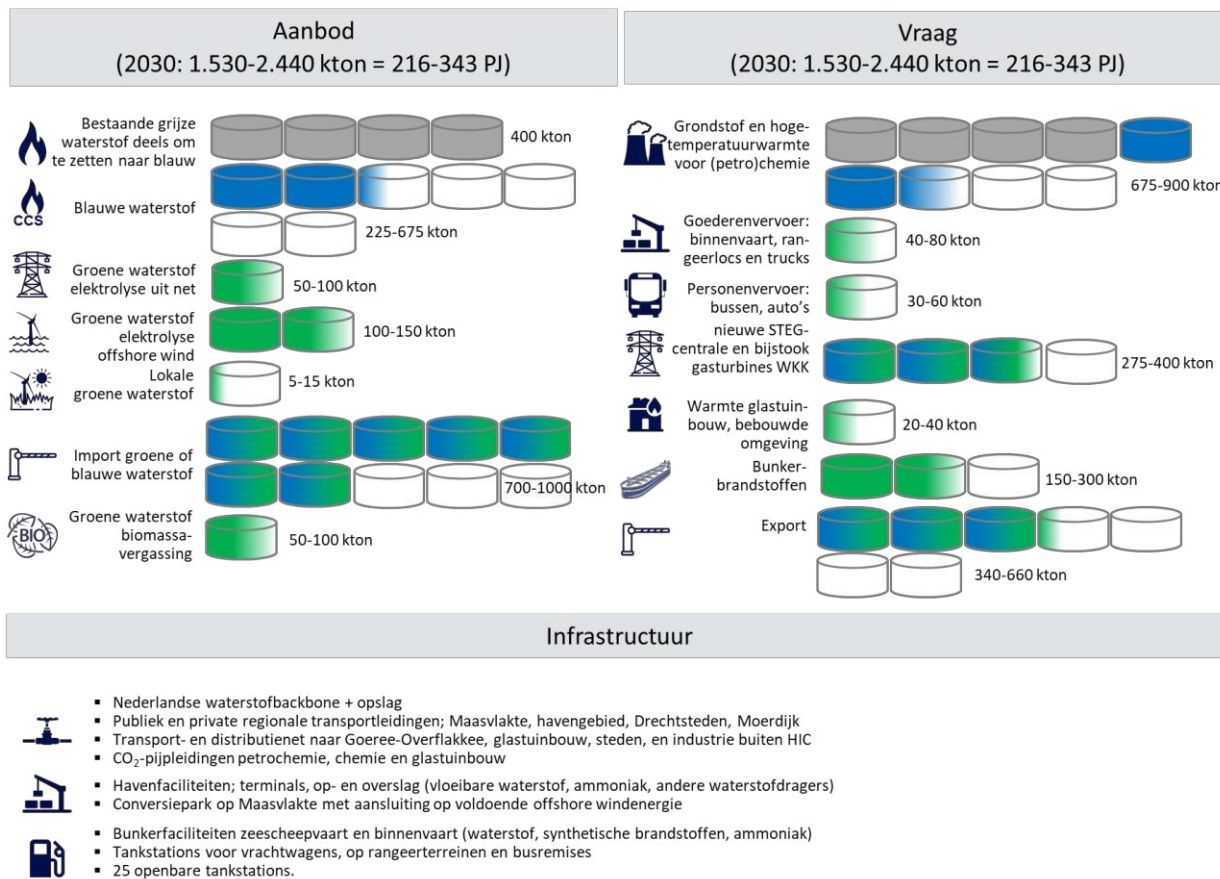 Aanbod
(2030: 1.530-2.440 kton = 216-343 PJ)
Bestaande grijze
waterstof deels om
te zetten naar blauw
400 kton
CCS
Blauwe waterstof
225-675 kton
Groene waterstof
elektrolyse uit net
50-100 kton
Groene waterstof
elektrolyse
offshore wind
100-150 kton
Lokale
groene waterstof
5-15 kton
Import groene of
blauwe waterstof
700-1000 kton
BIO
Groene waterstof
biomassa-
vergassing
50-100 kton
Vraag
(2030: 1.530-2.440 kton = 216-343 PJ)
Grondstof en hoge-
temperatuurwarmte
voor (petro)chemie
675-900 kton
Goederenvervoer:
binnenvaart, ran-
geerlocs en trucks
40-80 kton
Personenvervoer:
bussen, auto's
30-60 kton
nieuwe STEG-
centrale en bijstook
gasturbines WKK
275-400 kton
Warmte glastuin-
bouw, bebouwde
omgeving
20-40 kton
Bunker-
brandstoffen
150-300 kton
Export
340-660 kton
Infrastructuur
▪ Nederlandse waterstofbackbone + opslag
▪ Publiek en private regionale transportleidingen; Maasvlakte, havengebied, Drechtsteden, Moerdijk
▪ Transport- en distributienet naar Goeree-Overflakkee, glastuinbouw, steden, en industrie buiten HIC
▪ CO₂-pijpleidingen petrochemie, chemie en glastuinbouw
▪ Havenfaciliteiten; terminals, op- en overslag (vloeibare waterstof, ammoniak, andere waterstofdragers)
▪ Conversiepark op Maasvlakte met aansluiting op voldoende offshore windenergie
▪ Bunkerfaciliteiten zeescheepvaart en binnenvaart (waterstof, synthetische brandstoffen, ammoniak)
▪ Tankstations voor vrachtwagens, op rangeerterreinen en busremises
▪ 25 openbare tankstations.